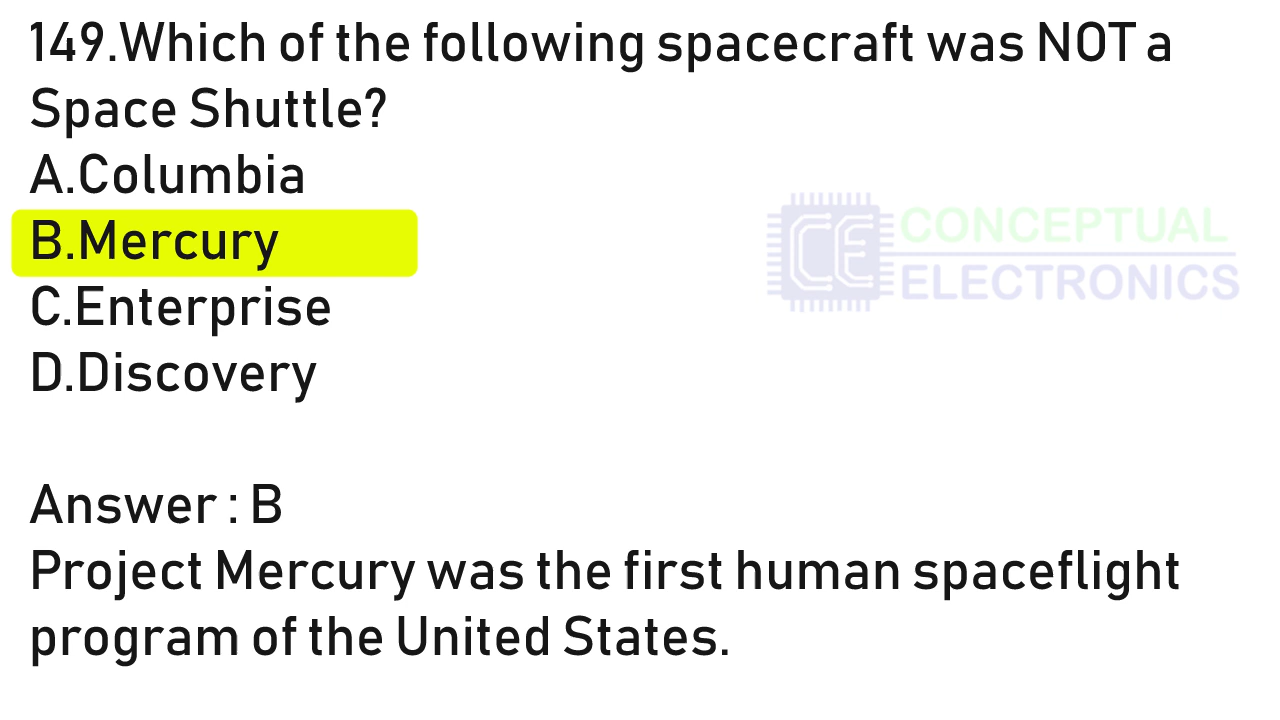 149.Which of the following spacecraft was NOT a
Space Shuttle?
A.Columbia
B.Mercury
C.Enterprise
D.Discovery
CE CONCEPTUAL
ELECTRONICS
Answer : B
Project Mercury was the first human spaceflight
program of the United States.